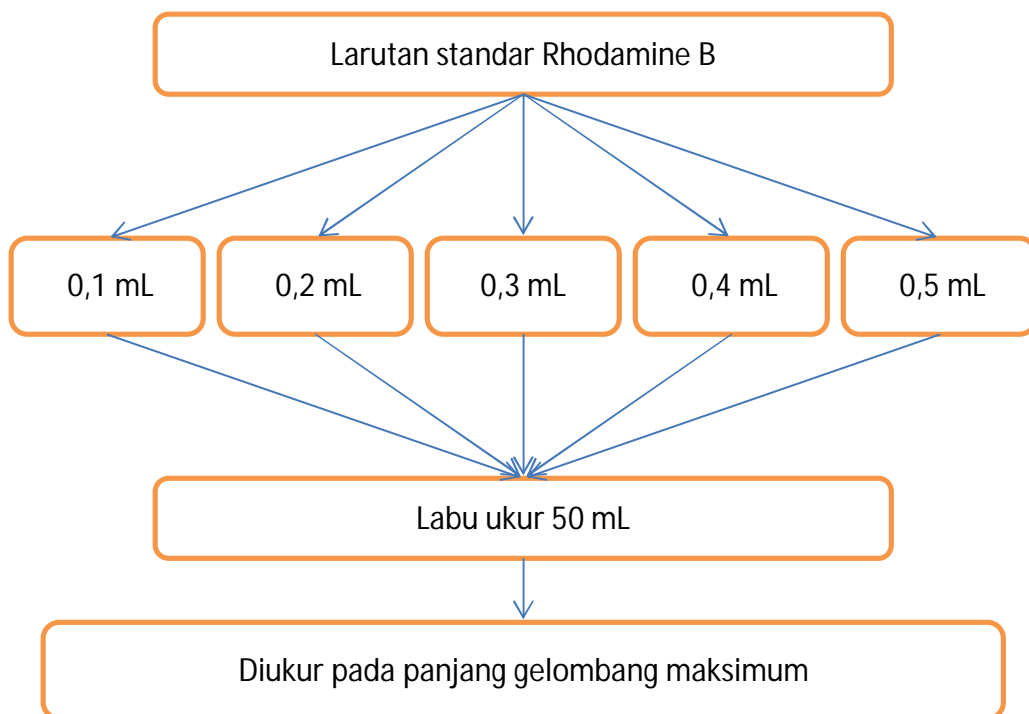 Larutan standar Rhodamine B
0,1 mL
0,2 mL
0,3 mL
0,4 mL
0,5 mL
Labu ukur 50 mL
Diukur pada panjang gelombang maksimum